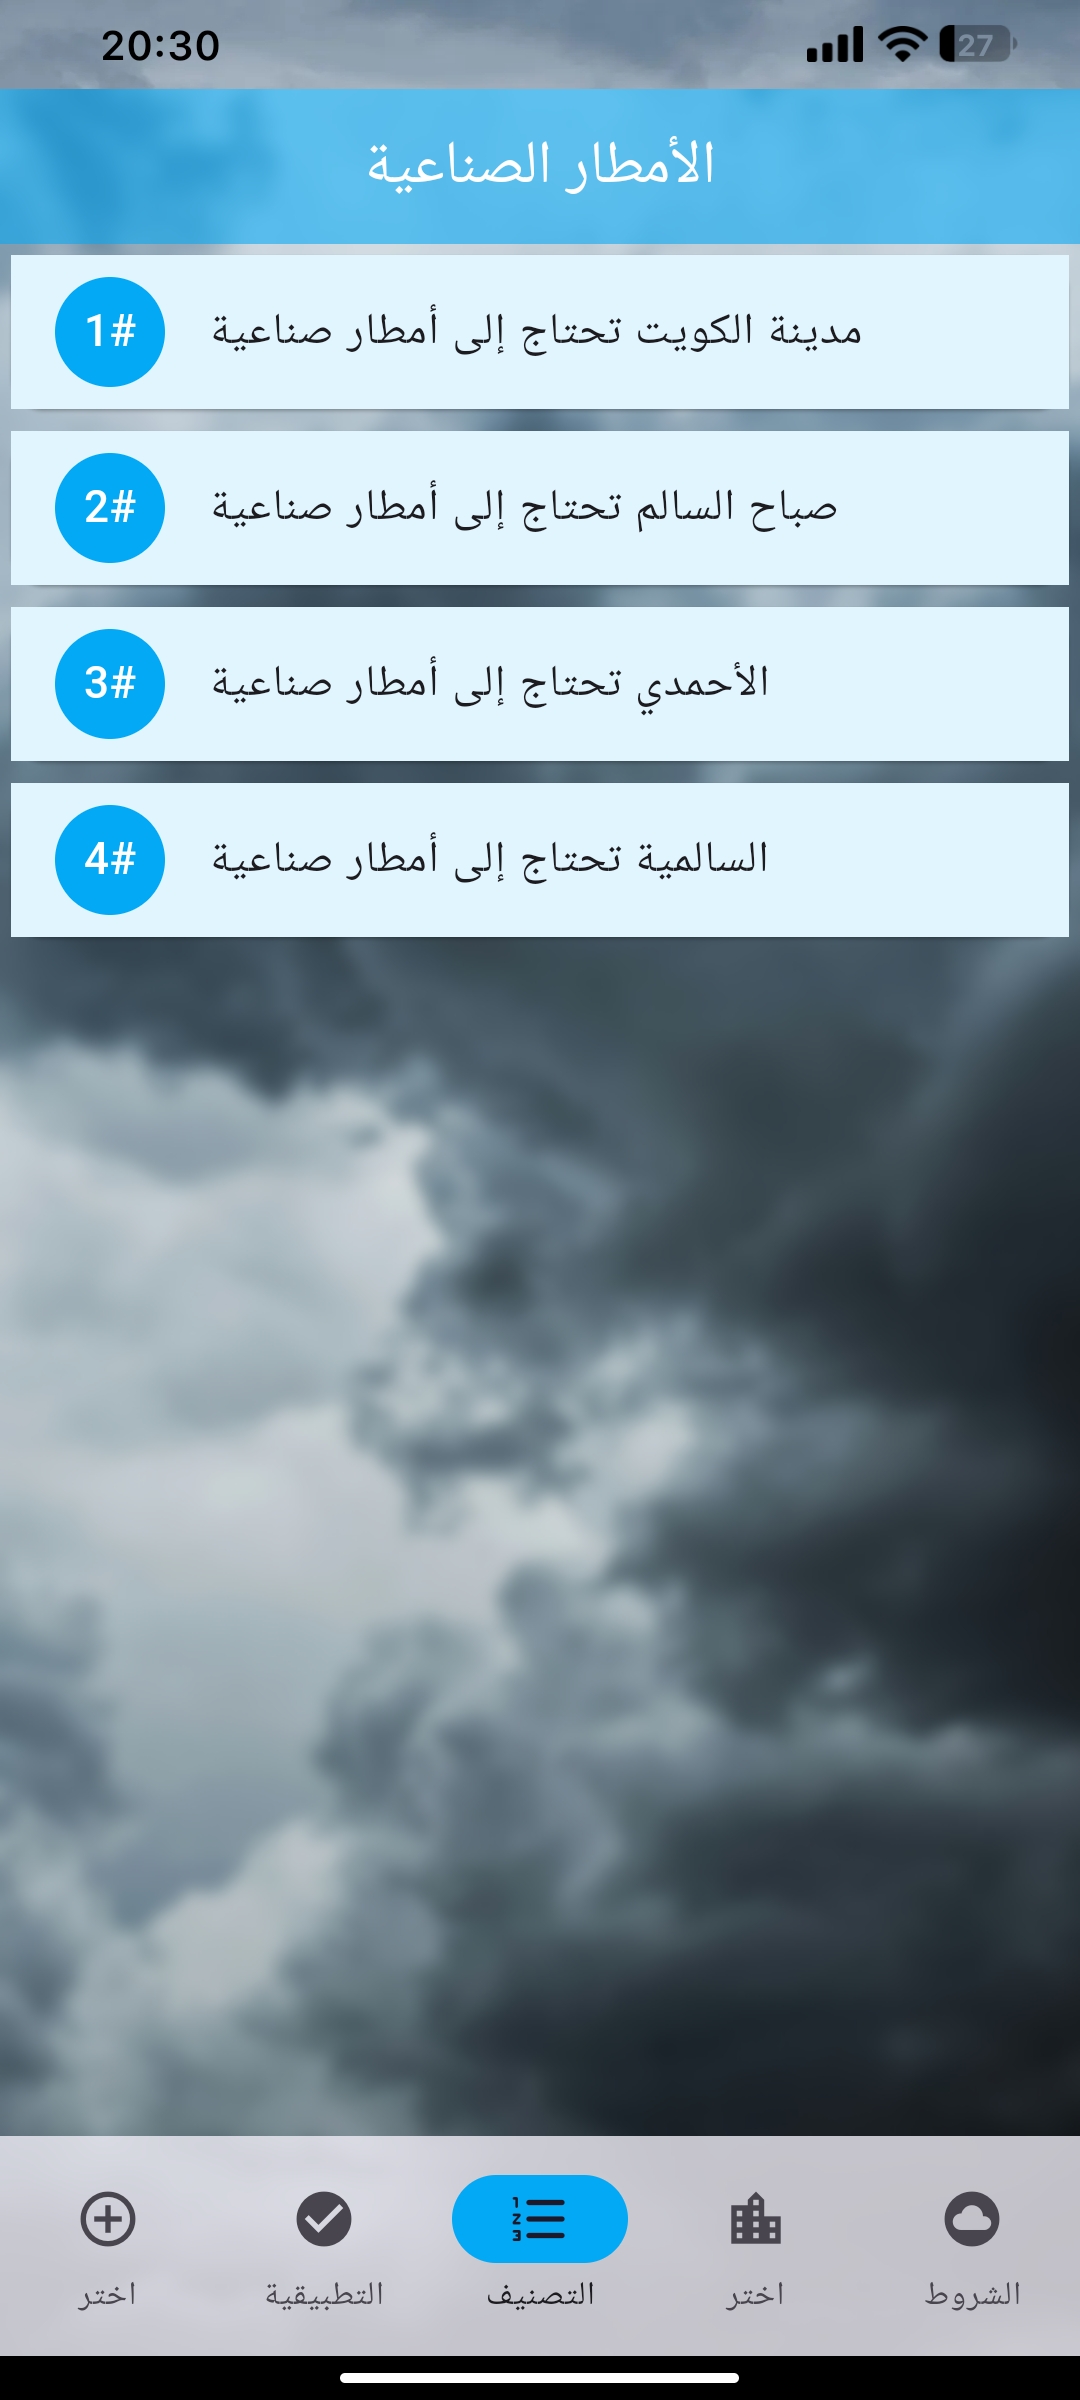 20:30
27
الأمطار الصناعية
1#
مدينة الكويت تحتاج إلى أمطار صناعية
2#
صباح السالم تحتاج إلى أمطار صناعية
3#
الأحمدي تحتاج إلى أمطار صناعية
4#
السالمية تحتاج إلى أمطار صناعية
الشروط
اختر
التصنيف
التطبيقية
اختر